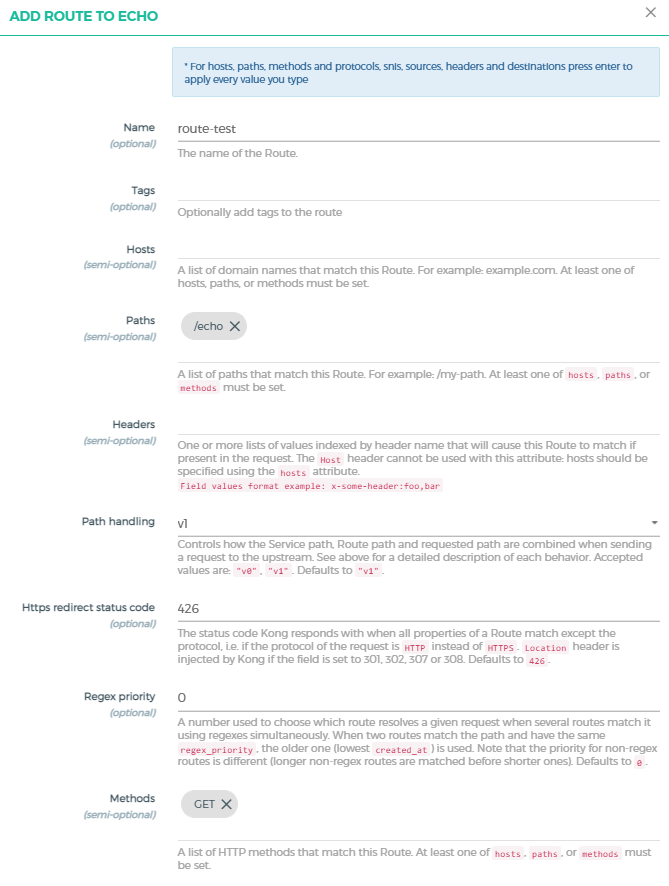 ADD ROUTE TO ECHO
* For hosts, paths, methods and protocols, snis, sources, headers and destinations press enter to
apply every value you type
Name
(optional)
route-test
The name of the Route.
Tags
(optional)
Optionally add tags to the route
Hosts
(semi-optional)
A list of domain names that match this Route. For example: example.com. At least one of
hosts, paths, or methods must be set.
Paths
(semi-optional)
/echo
A list of paths that match this Route. For example: /my-path. At least one of hosts, paths, or
methods must be set.
Headers
(semi-optional)
One or more lists of values indexed by header name that will cause this Route to match if
present in the request. The Host header cannot be used with this attribute: hosts should be
specified using the hosts attribute.
Field values format example: x-some-header:foo,bar
Path handling
v1
Controls how the Service path, Route path and requested path are combined when sending
a request to the upstream. See above for a detailed description of each behavior. Accepted
values are: "v0", "v1". Defaults to "v1".
Https redirect status code
(optional)
426
The status code Kong responds with when all properties of a Route match except the
protocol, i.e. if the protocol of the request is HTTP instead of HTTPS. Location header is
injected by Kong if the field is set to 301, 302, 307 or 308. Defaults to 426.
Regex priority
(optional)
0
A number used to choose which route resolves a given request when several routes match it
using regexes simultaneously. When two routes match the path and have the same
regex_priority, the older one (lowest created_at) is used. Note that the priority for non-regex
routes is different (longer non-regex routes are matched before shorter ones). Defaults to 0.
Methods
(semi-optional)
GET
A list of HTTP methods that match this Route. At least one of hosts, paths, or methods must
be set.